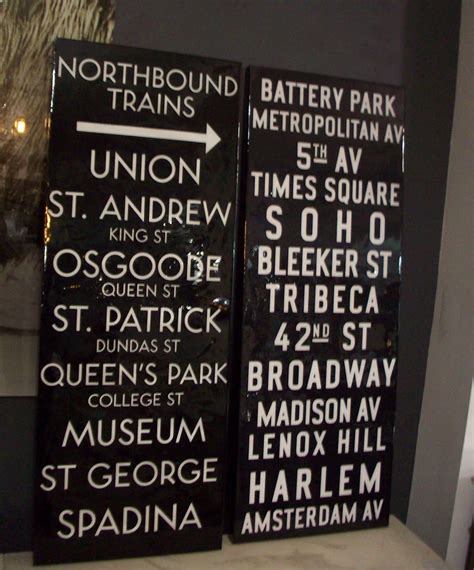 NORTHBOUND
TRAINS
UNION
ST. ANDREW
KING ST
OSGOODE
QUEEN ST
ST. PATRICK
DUNDAS ST
QUEEN'S PARK
COLLEGE ST
MUSEUM
ST GEORGE
SPADINA
BATTERY PARK
METROPOLITAN AV
5TH AV
TIMES SQUARE
SOHO
BLEEKER ST
TRIBECA
42ND ST
BROADWAY
MADISON AV
LENOX HILL
HARLEM
AMSTERDAM AV